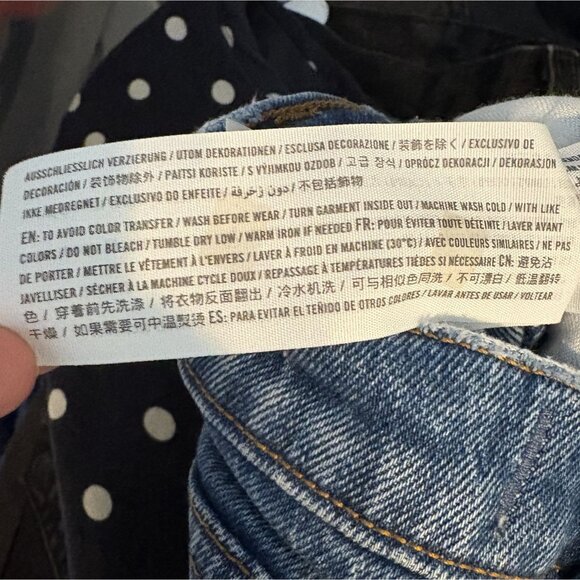 AUSSCHLIESSLICH VERZIERUNG / UTOM DEKORATIONEN / ESCLUSA DECORAZIONE / 装飾を除く / EXCLUSIVO DE
DECORACIÓN / 装饰物除外 / PAITSI KORISTE / S VÝJIMKOU OZDOB / 고급 장식 / OPRÓCZ DEKORACJI / DEKORASJON
IKKE MEDREGNET / EXCLUSIVO DO ENFEITE / دون زخرفة / 不包括飾物
EN: TO AVOID COLOR TRANSFER / WASH BEFORE WEAR / TURN GARMENT INSIDE OUT / MACHINE WASH COLD / WITH LIKE
COLORS / DO NOT BLEACH / TUMBLE DRY LOW / WARM IRON IF NEEDED FR: POUR ÉVITER TOUTE DÉTEINTE / LAVER AVANT
DE PORTER / METTRE LE VÊTEMENT À L'ENVERS / LAVER À FROID EN MACHINE (30°C) / AVEC COULEURS SIMILAIRES / NE PAS
JAVELLISER / SÉCHER À LA MACHINE CYCLE DOUX / REPASSAGE À TEMPÉRATURE TIÈDES SI NÉCESSAIRE CN: 避免沾
色 / 穿着前先洗涤 / 将衣物反面翻出 / 冷水机洗 / 可与相似色同洗 / 不可漂白 / 低温翻转
干燥 / 如果需要可中温熨烫 ES: PARA EVITAR EL TEÑIDO DE OTROS COLORES / LAVAR ANTES DE USAR / VOLTEAR